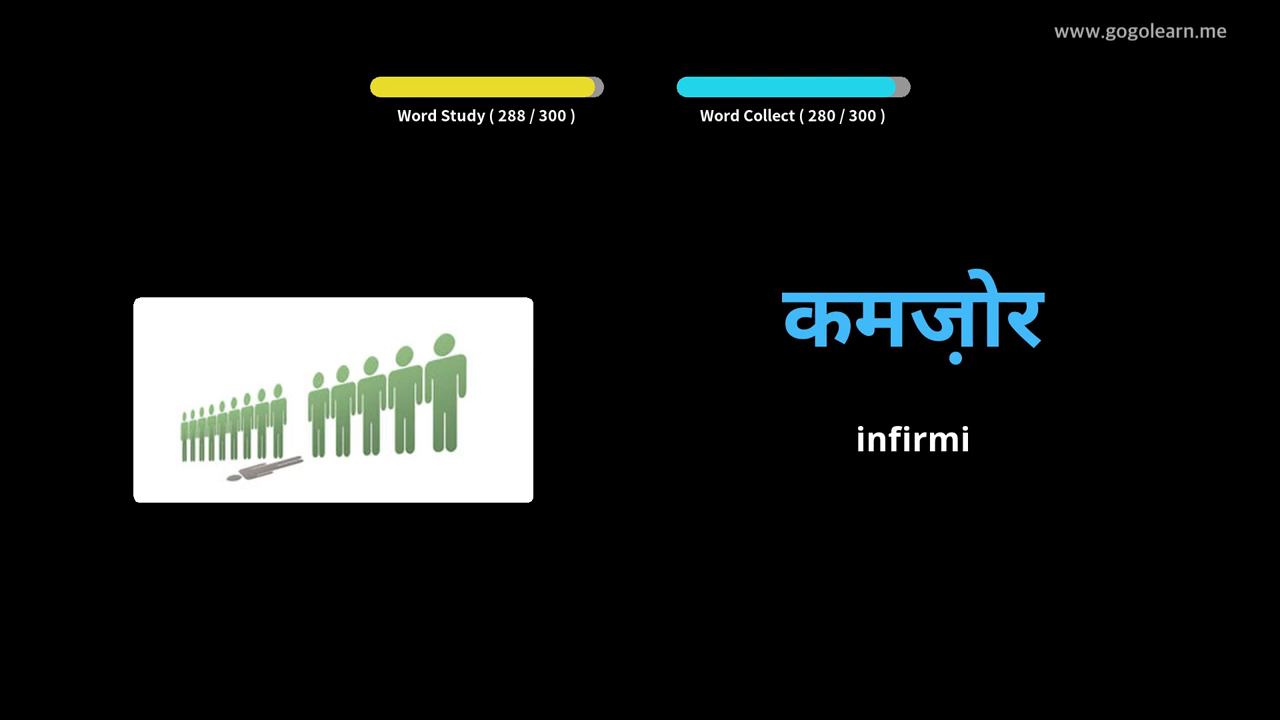 www.gogolearn.me
Word Study ( 288 / 300 )
Word Collect ( 280 / 300 )
कमज़ोर
infirmi